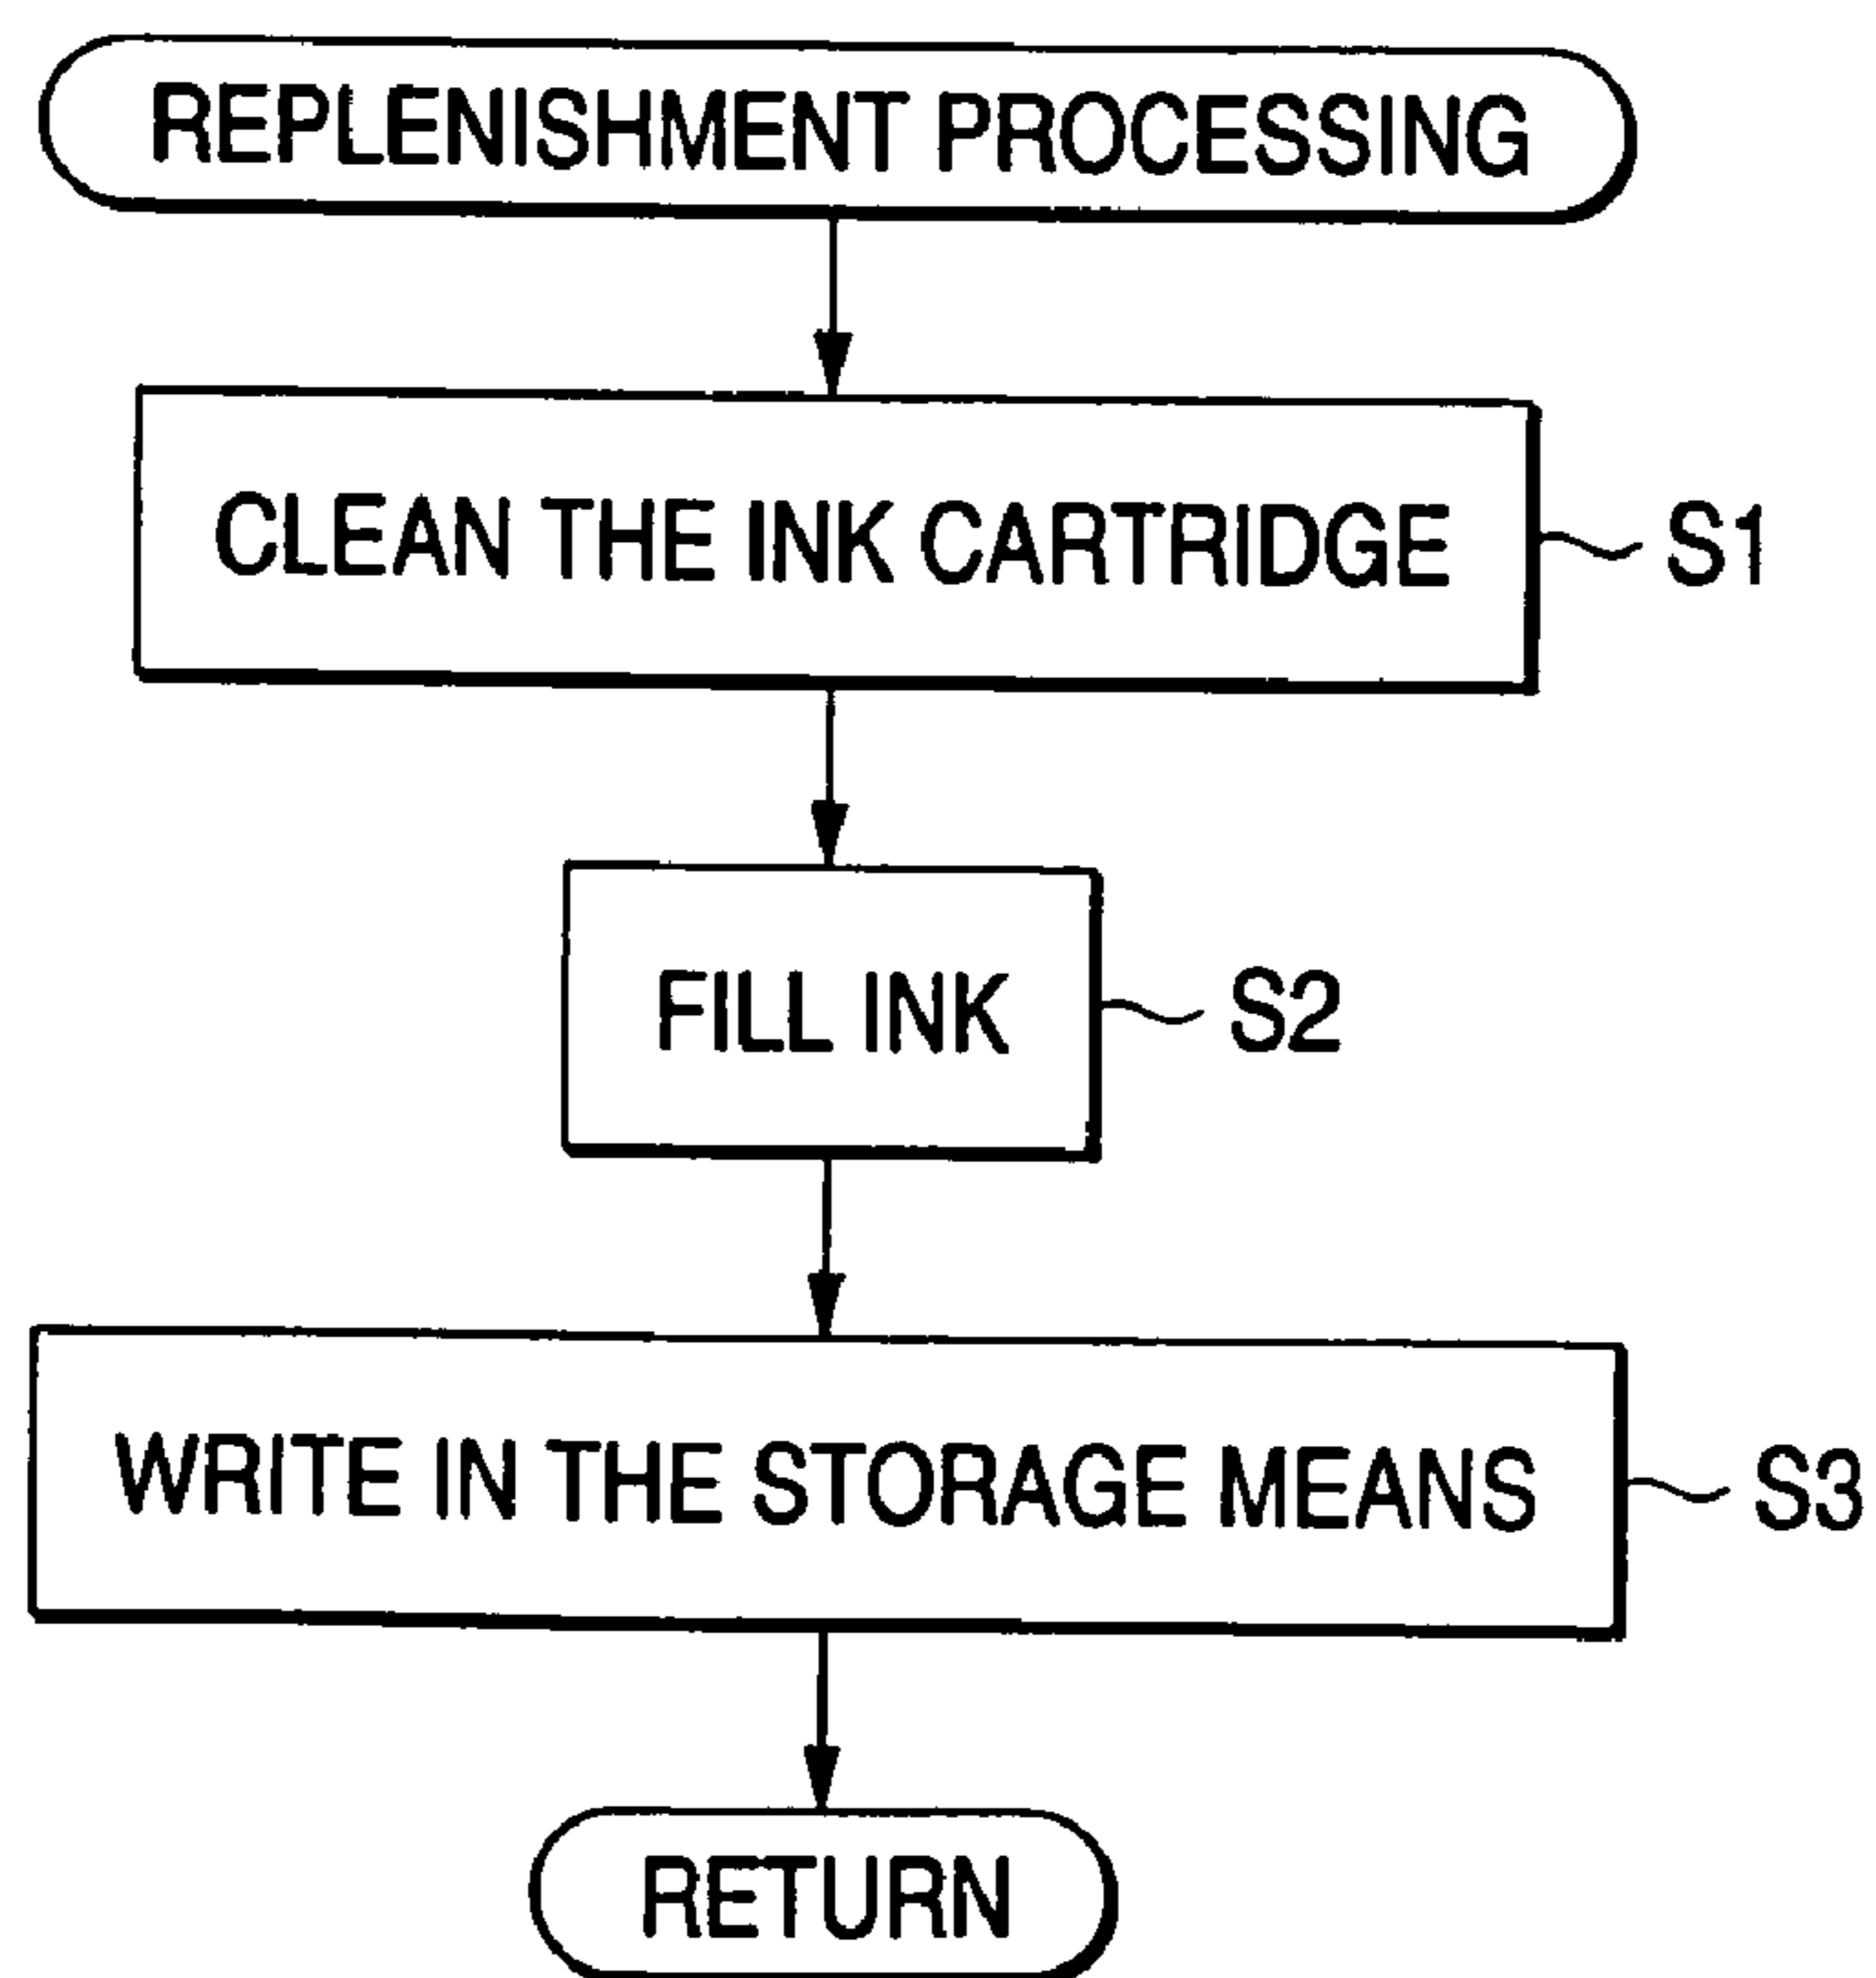 REPLENISHMENT PROCESSING
CLEAN THE INK CARTRIDGE
S1
FILL INK
S2
WRITE IN THE STORAGE MEANS
S3
RETURN